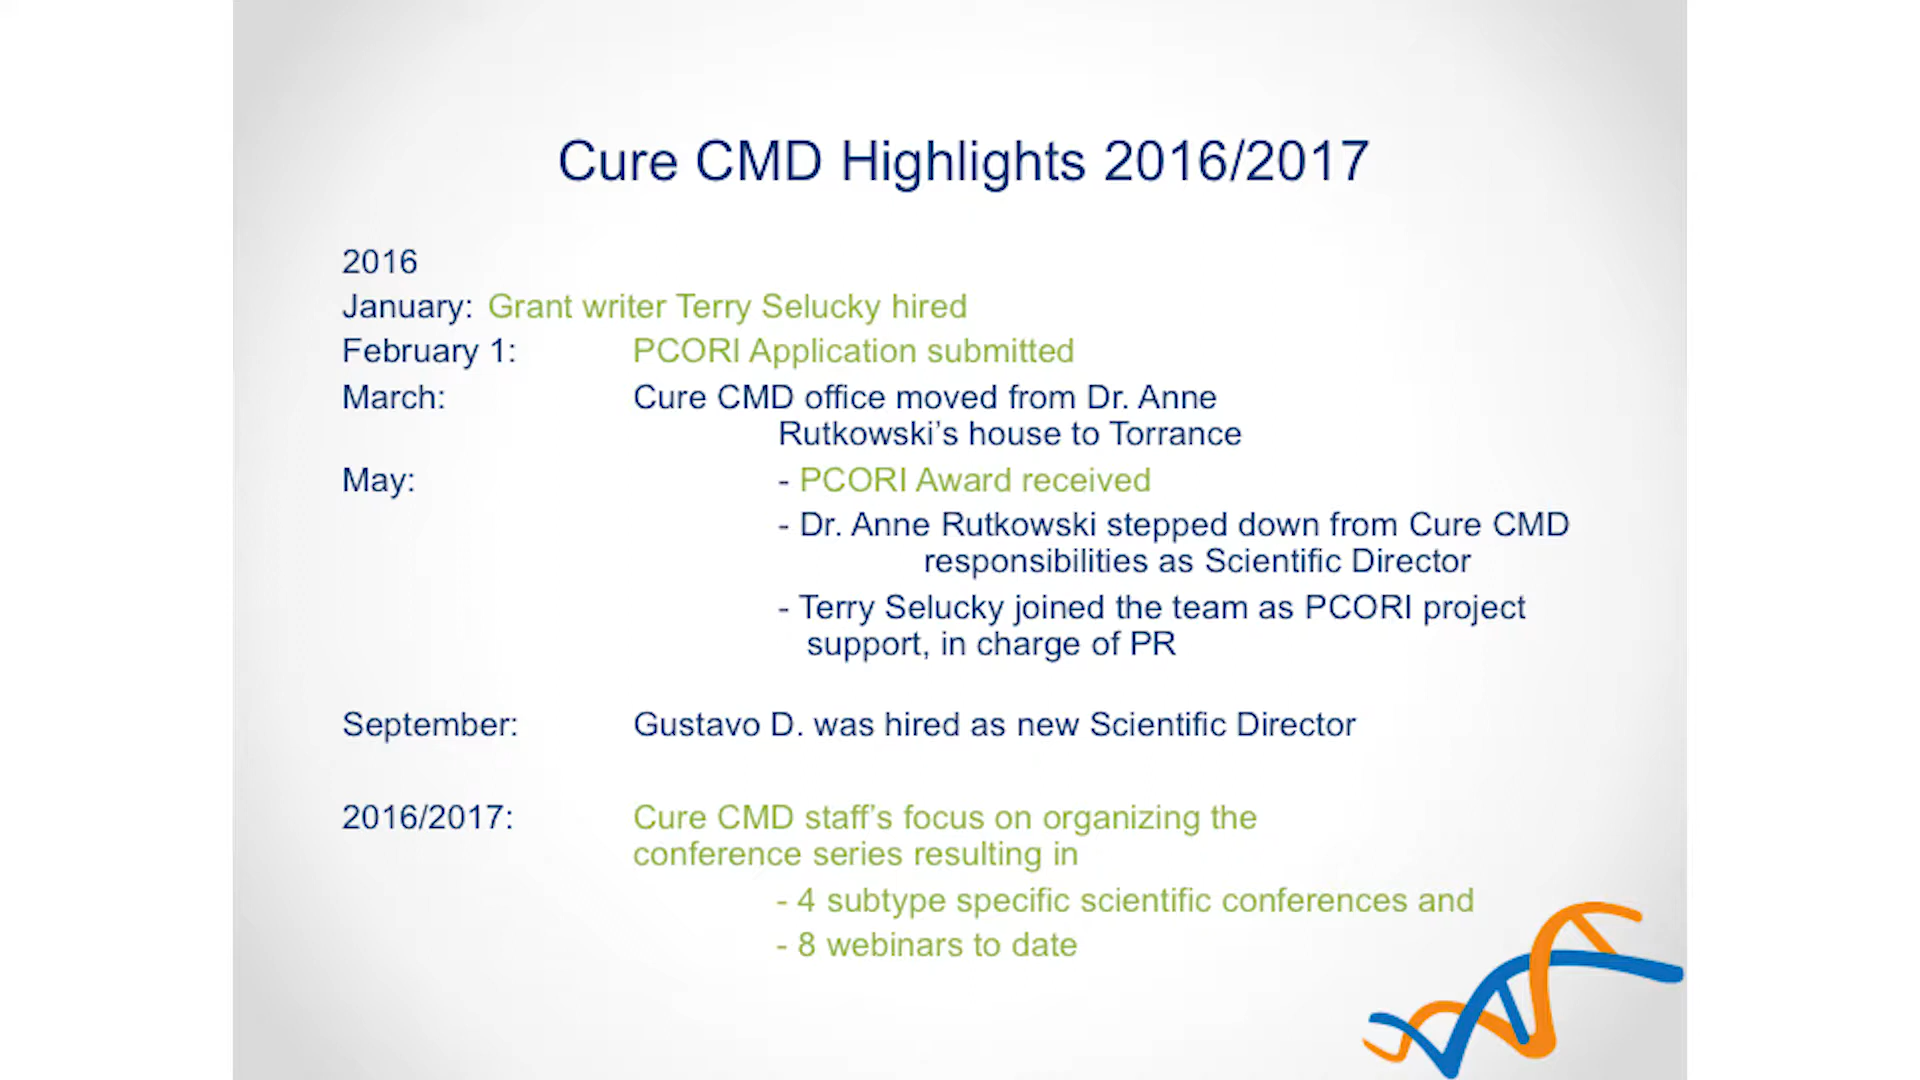 Cure CMD Highlights 2016/2017
2016
January: Grant writer Terry Selucky hired
February 1: PCORI Application submitted
March: Cure CMD office moved from Dr. Anne
Rutkowski’s house to Torrance
May: - PCORI Award received
- Dr. Anne Rutkowski stepped down from Cure CMD
responsibilities as Scientific Director
- Terry Selucky joined the team as PCORI project
support, in charge of PR
September: Gustavo D. was hired as new Scientific Director
2016/2017: Cure CMD staff’s focus on organizing the
conference series resulting in
- 4 subtype specific scientific conferences and
- 8 webinars to date